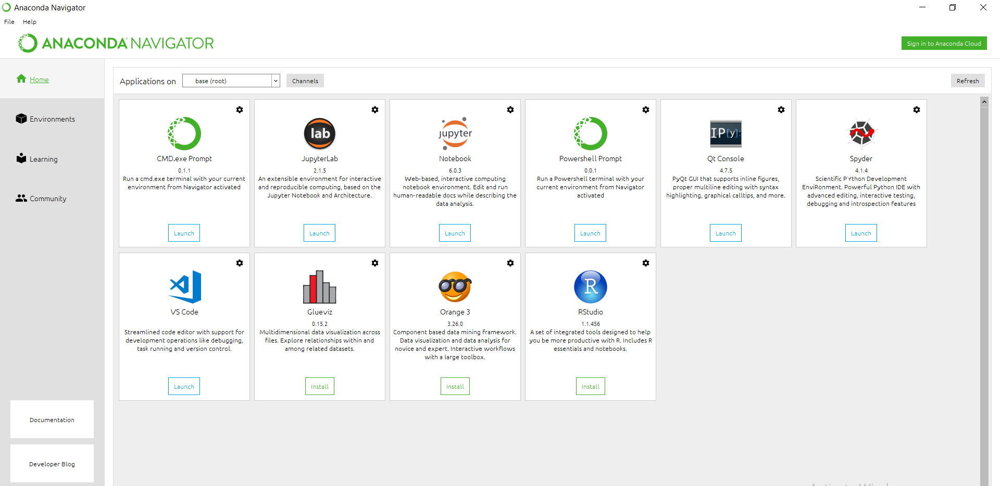 Anaconda Navigator
File Help
ANACONDA NAVIGATOR
Sign in to Anaconda Cloud
Home
Environments
Learning
Community
Documentation
Developer Blog
Applications on base (root) Channels Refresh
CMD.exe Prompt
0.1.1
Run a cmd.exe terminal with your current
environment from Navigator activated
Launch
lab
JupyterLab
2.1.5
An extensible environment for interactive
and reproducible computing, based on the
Jupyter Notebook and Architecture.
Launch
jupyter
Notebook
6.0.3
Web-based, interactive computing
notebook environment. Edit and run
human-readable docs while describing the
data analysis.
Launch
Powershell Prompt
0.0.1
Run a Powershell terminal with your
current environment from Navigator
activated
Launch
IP[y]:
Qt Console
4.7.5
PyQt GUI that supports inline figures,
proper multiline editing with syntax
highlighting, graphical calltips, and more.
Launch
Spyder
4.1.4
Scientific PYthon Development
EnviRonment. Powerful Python IDE with
advanced editing, interactive testing,
debugging and introspection features
Launch
VS Code
Streamlined code editor with support for
development operations like debugging,
task running and version control.
Launch
Glueviz
0.15.2
Multidimensional data visualization across
files. Explore relationships within and
among related datasets.
Install
Orange 3
3.26.0
Component based data mining framework.
Data visualization and data analysis for
novice and expert. Interactive workflows
with a large toolbox.
Install
R
RStudio
1.1.456
A set of integrated tools designed to help
you be more productive with R. Includes R
essentials and notebooks.
Install